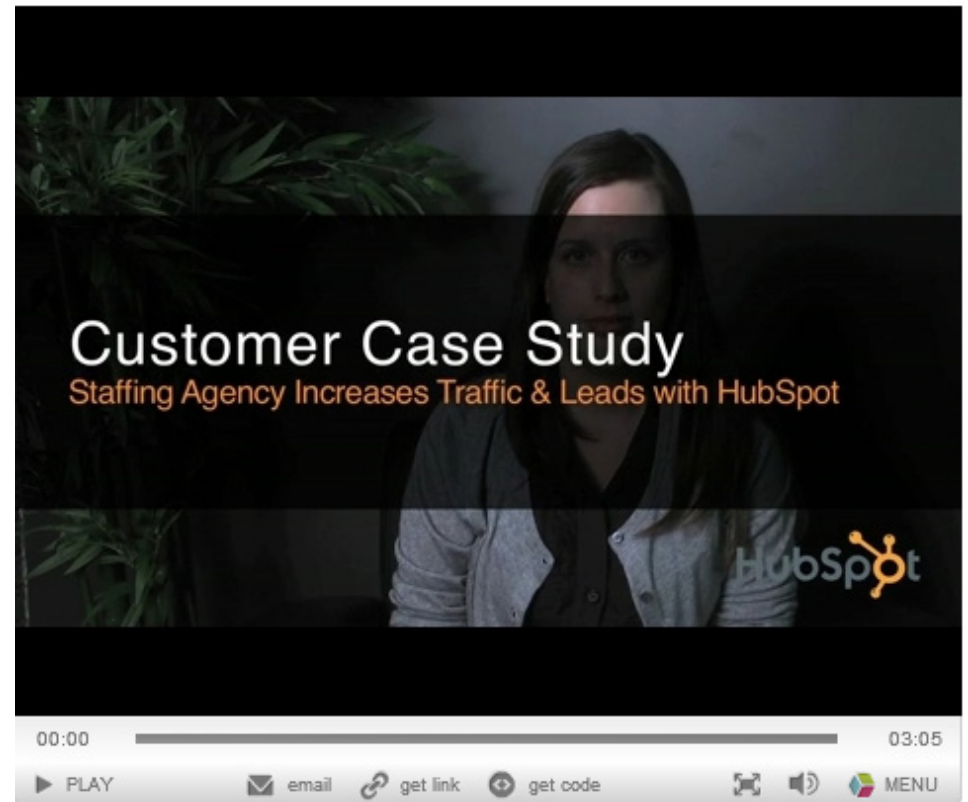 Customer Case Study
Staffing Agency Increases Traffic & Leads with HubSpot
HubSpot
00:00
03:05
PLAY
email
get link
get code
MENU